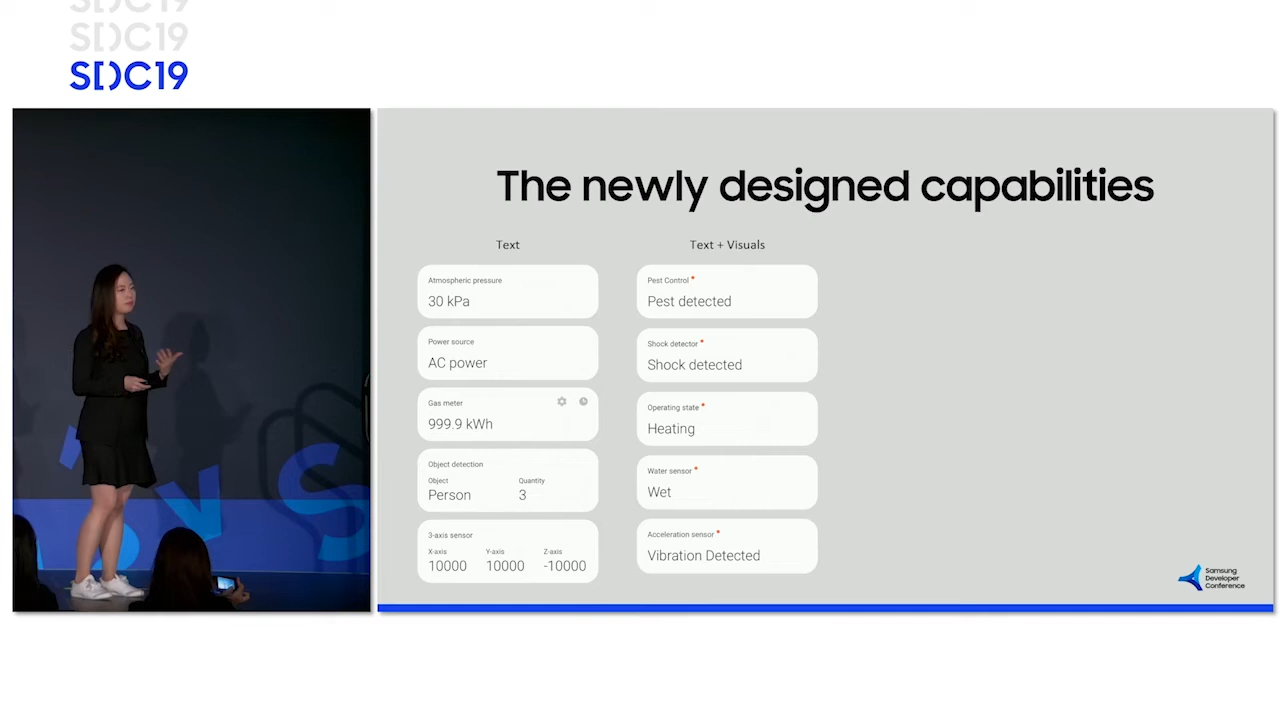 SDC19
SDC19
SDC19
The newly designed capabilities
Text
Atmospheric pressure
30 kPa
Power source
AC power
Gas meter
999.9 kWh
Object detection
Object Quantity
Person 3
3-axis sensor
X-axis Y-axis Z-axis
10000 10000 -10000
Text + Visuals
Pest Control *
Pest detected
Shock detector *
Shock detected
Operating state *
Heating
Water sensor *
Wet
Acceleration sensor *
Vibration Detected
Samsung
Developer
Conference